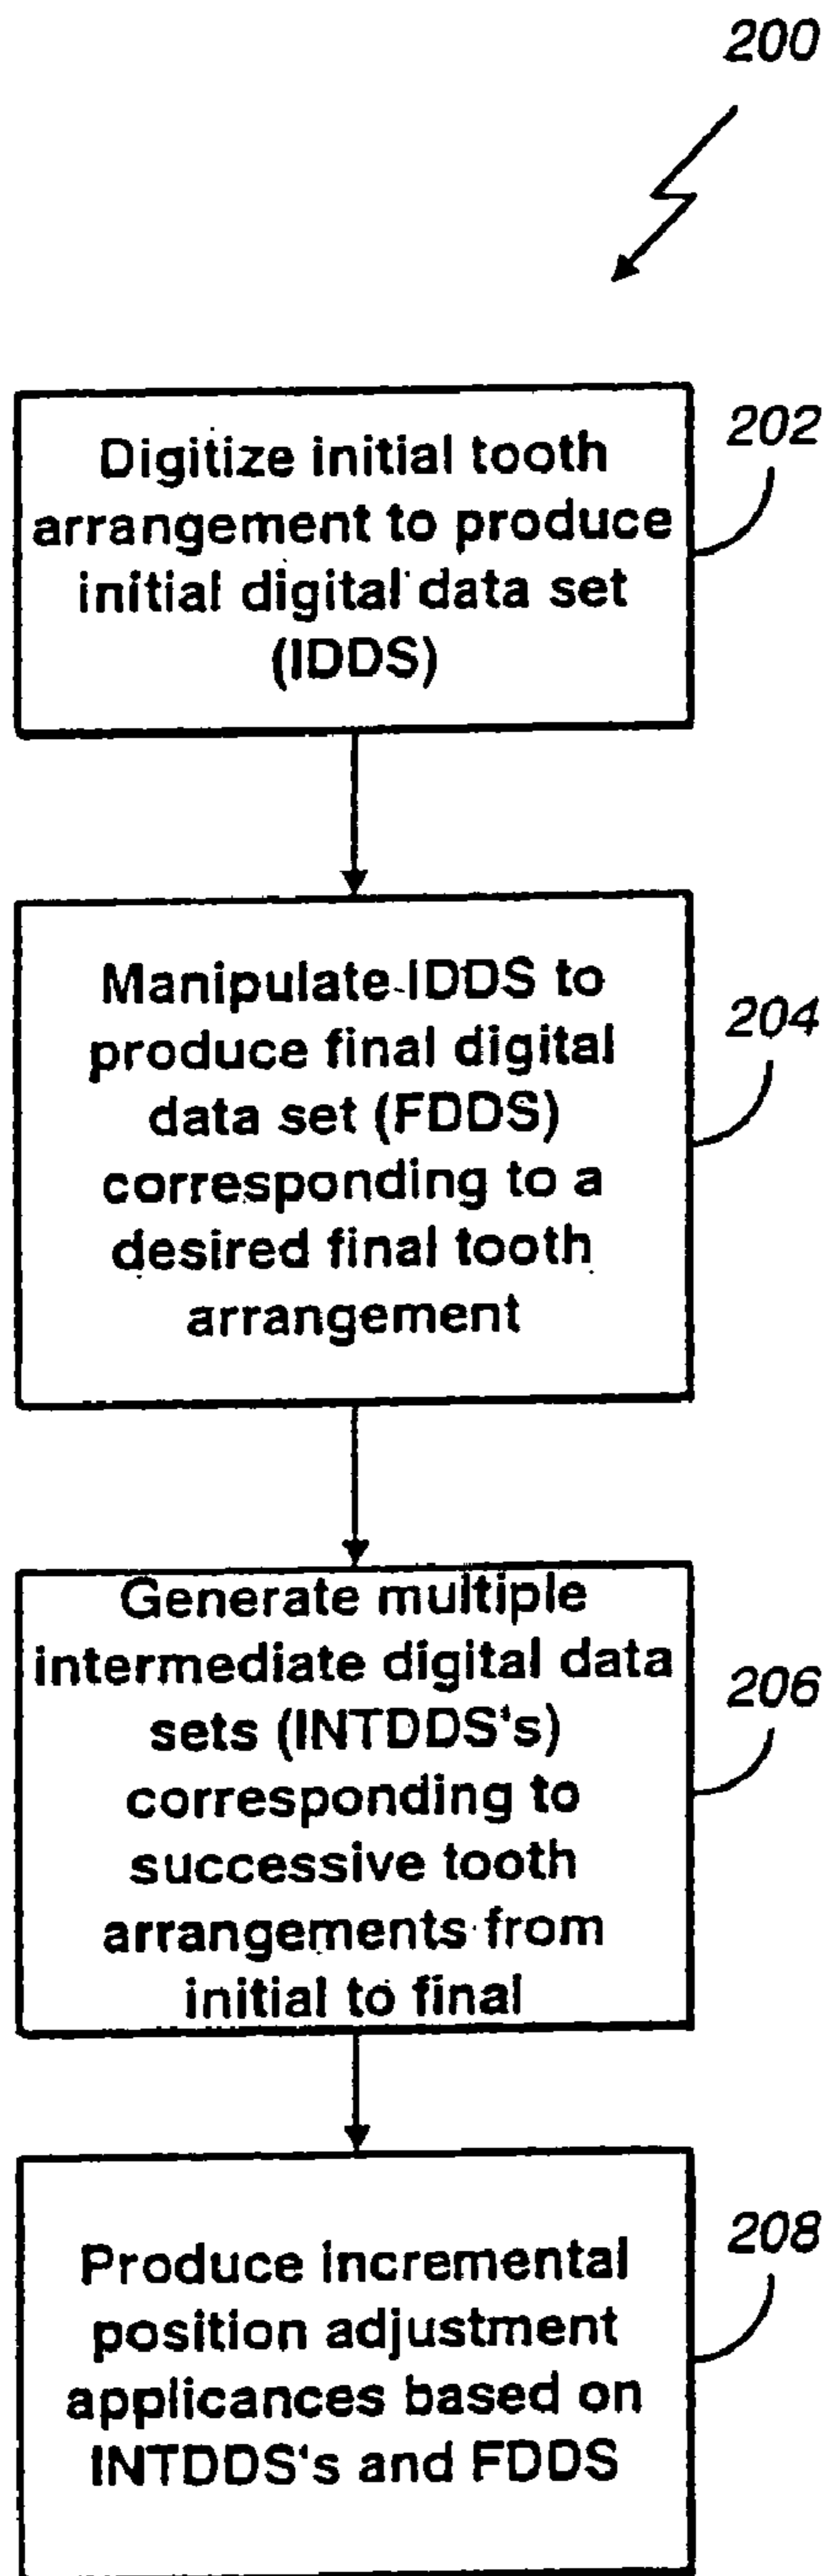 200
202
Digitize initial tooth
arrangement to produce
initial digital data set
(IDDS)
204
Manipulate IDDS to
produce final digital
data set (FDDS)
corresponding to a
desired final tooth
arrangement
206
Generate multiple
intermediate digital data
sets (INTDDS's)
corresponding to
successive tooth
arrangements from
initial to final
208
Produce incremental
position adjustment
applicances based on
INTDDS's and FDDS